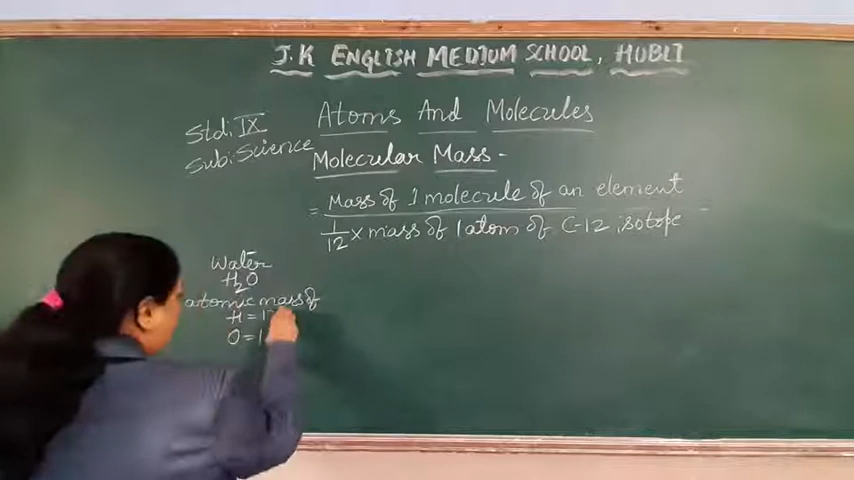 J.K ENGLISH MEDIUM SCHOOL, HUBLI
Std: IX
Sub: Science
Atoms And Molecules
Molecular Mass -
= Mass of 1 molecule of an element
1/12 x mass of 1 atom of C-12 isotope
Water
H2O
atomic mass of
H = 1
O = 1